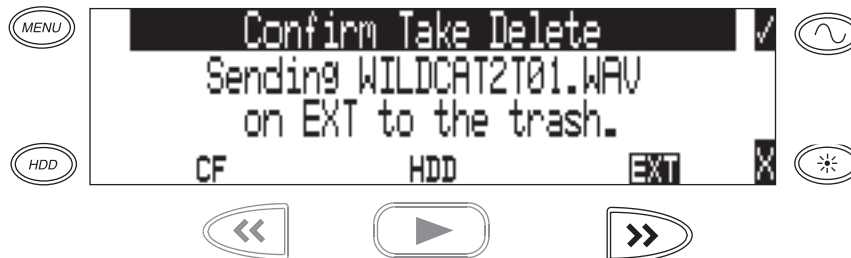 MENU
Confirm Take Delete
✓
Sending WILDCAT2T01.WAV
on EXT to the trash.
HDD
CF HDD EXT X